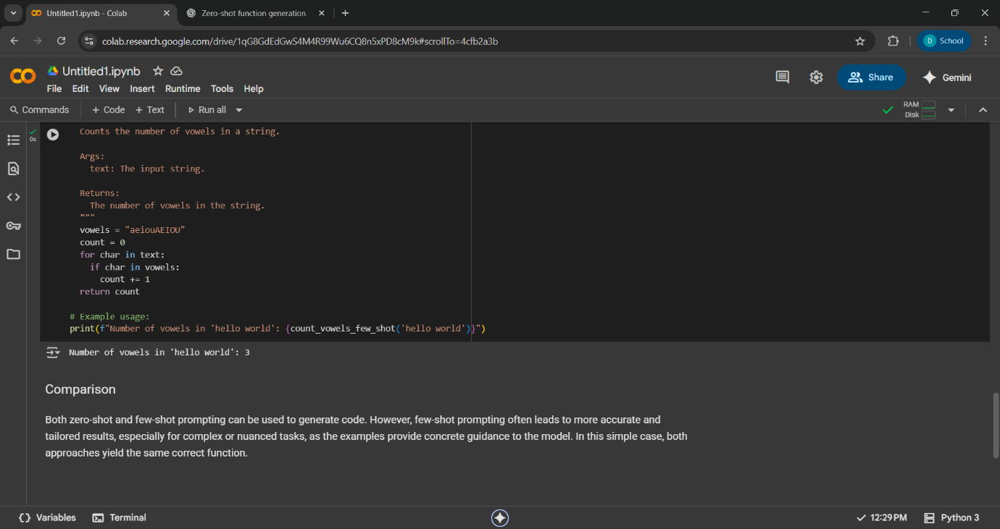 Untitled1.ipynb - Colab
Zero-shot function generation
colab.research.google.com/drive/1qG8GdEdGwS4M4R99Wu6CQ8n5xPD8cM9k#scrollTo=4cfb2a3b
D School
Untitled1.ipynb
File Edit View Insert Runtime Tools Help
Share
Gemini
Commands + Code + Text Run all
RAM
Disk
0s
Counts the number of vowels in a string.
Args:
text: The input string.
Returns:
The number of vowels in the string.
"""
vowels = "aeiouAEIOU"
count = 0
for char in text:
if char in vowels:
count += 1
return count
# Example usage:
print(f"Number of vowels in 'hello world': {count_vowels_few_shot('hello world')}")
Number of vowels in 'hello world': 3
Comparison
Both zero-shot and few-shot prompting can be used to generate code. However, few-shot prompting often leads to more accurate and
tailored results, especially for complex or nuanced tasks, as the examples provide concrete guidance to the model. In this simple case, both
approaches yield the same correct function.
Variables Terminal
12:29 PM Python 3